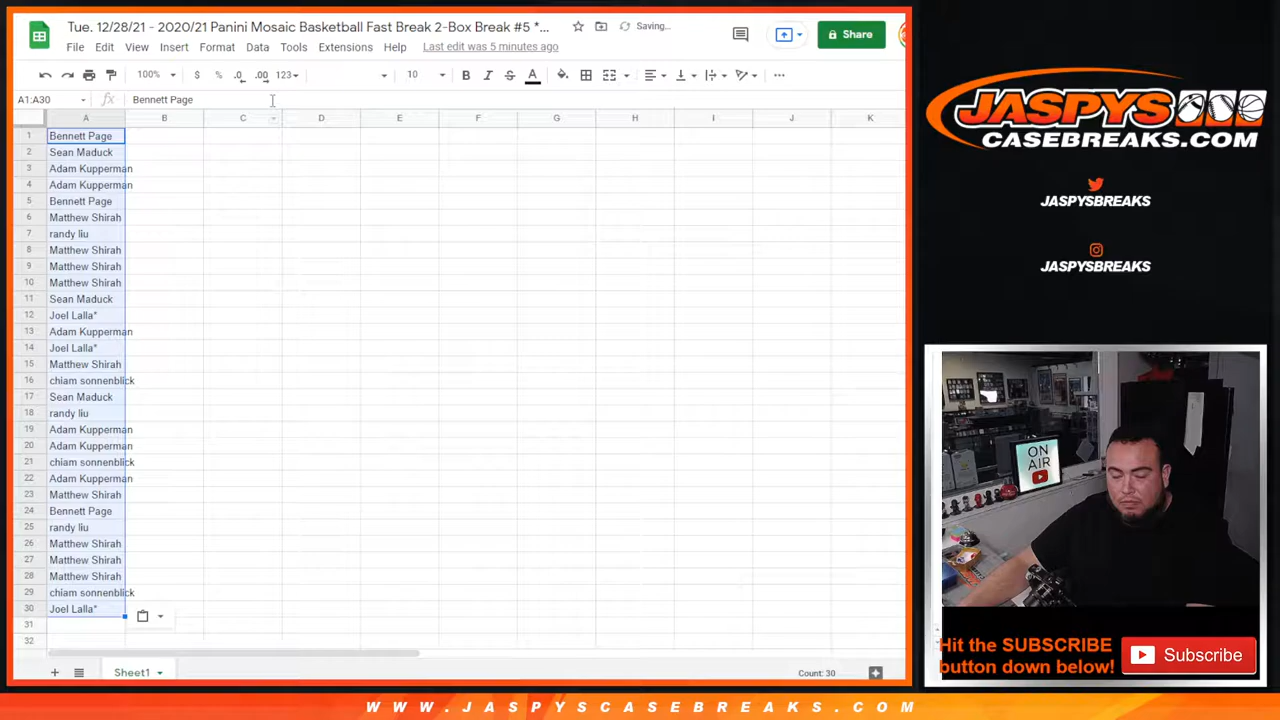 Tue. 12/28/21 - 2020/21 Panini Mosaic Basketball Fast Break 2-Box Break #5 *...
Saving...
Share
File Edit View Insert Format Data Tools Extensions Help Last edit was 5 minutes ago
100% $ % .0 .00 123 10 B I S A
A1:A30 fx Bennett Page
A B C D E F G H I J K
1 Bennett Page
2 Sean Maduck
3 Adam Kupperman
4 Adam Kupperman
5 Bennett Page
6 Matthew Shirah
7 randy liu
8 Matthew Shirah
9 Matthew Shirah
10 Matthew Shirah
11 Sean Maduck
12 Joel Lalla*
13 Adam Kupperman
14 Joel Lalla*
15 Matthew Shirah
16 chiam sonnenblick
17 Sean Maduck
18 randy liu
19 Adam Kupperman
20 Adam Kupperman
21 chiam sonnenblick
22 Adam Kupperman
23 Matthew Shirah
24 Bennett Page
25 randy liu
26 Matthew Shirah
27 Matthew Shirah
28 Matthew Shirah
29 chiam sonnenblick
30 Joel Lalla*
31
32
Sheet1
Count: 30
JASPYS
CASEBREAKS.COM
JASPYSBREAKS
JASPYSBREAKS
ON
AIR
Hit the SUBSCRIBE
button down below!
Subscribe
WWW.JASPYSCASEBREAKS.COM